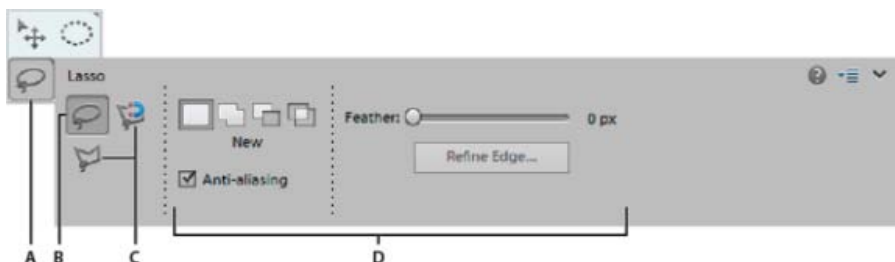 Lasso
Feather: 0 px
New
Refine Edge...
Anti-aliasing
A B C D